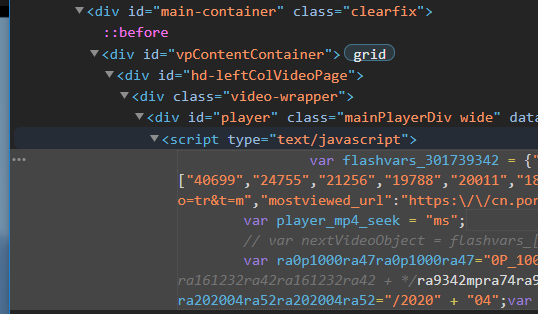 <div id="main-container" class="clearfix">
::before
<div id="vpContentContainer"> grid
<div id="hd-leftColVideoPage">
<div class="video-wrapper">
<div id="player" class="mainPlayerDiv wide" data
<script type="text/javascript">
var flashvars_301739342 = {"
["40699","24755","21256","19788","20011","18
o=tr&t=m","mostviewed_url":"https:\/\/cn.por
var player_mp4_seek = "ms";
// var nextVideoObject = flashvars_[
var ra0p1000ra47ra0p1000ra47="0P_100
ra161232ra42ra161232ra42 + */ra9342mpra74ra9
ra202004ra52ra202004ra52="/2020" + "04";var